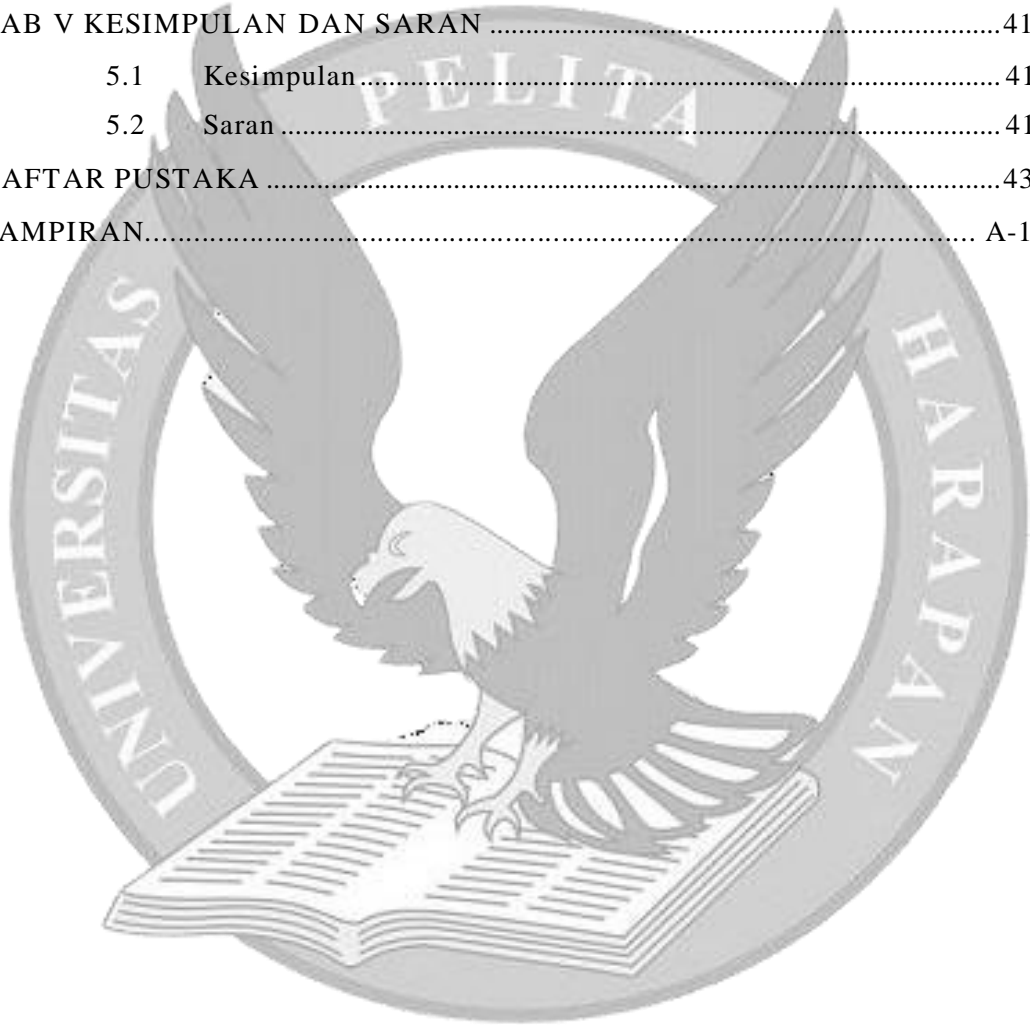 AB V KESIMPULAN DAN SARAN ........................................................................................ 41
5.1 Kesimpulan ........................................................................................ 41
5.2 Saran ........................................................................................ 41
AFTAR PUSTAKA ........................................................................................ 43
AMPIRAN ........................................................................................ A-1
UNIVERSITAS PELITA HARAPAN